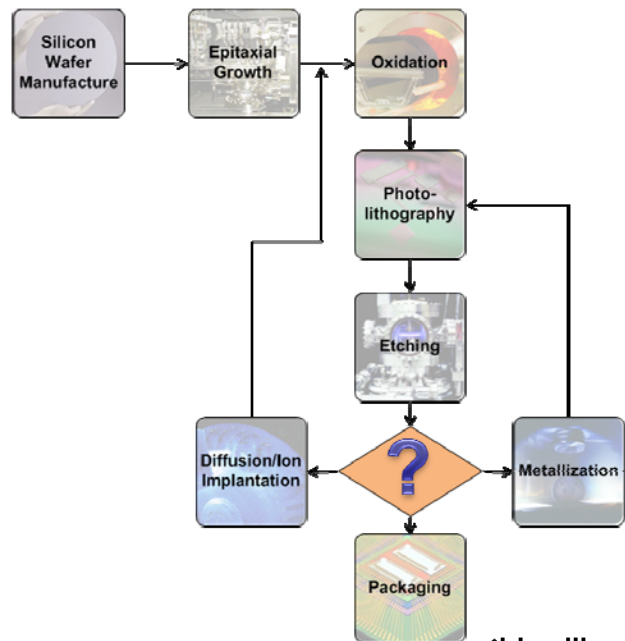 Silicon
Wafer
Manufacture
Epitaxial
Growth
Oxidation
Photo-
lithography
Etching
Diffusion/Ion
Implantation
?
Metallization
Packaging